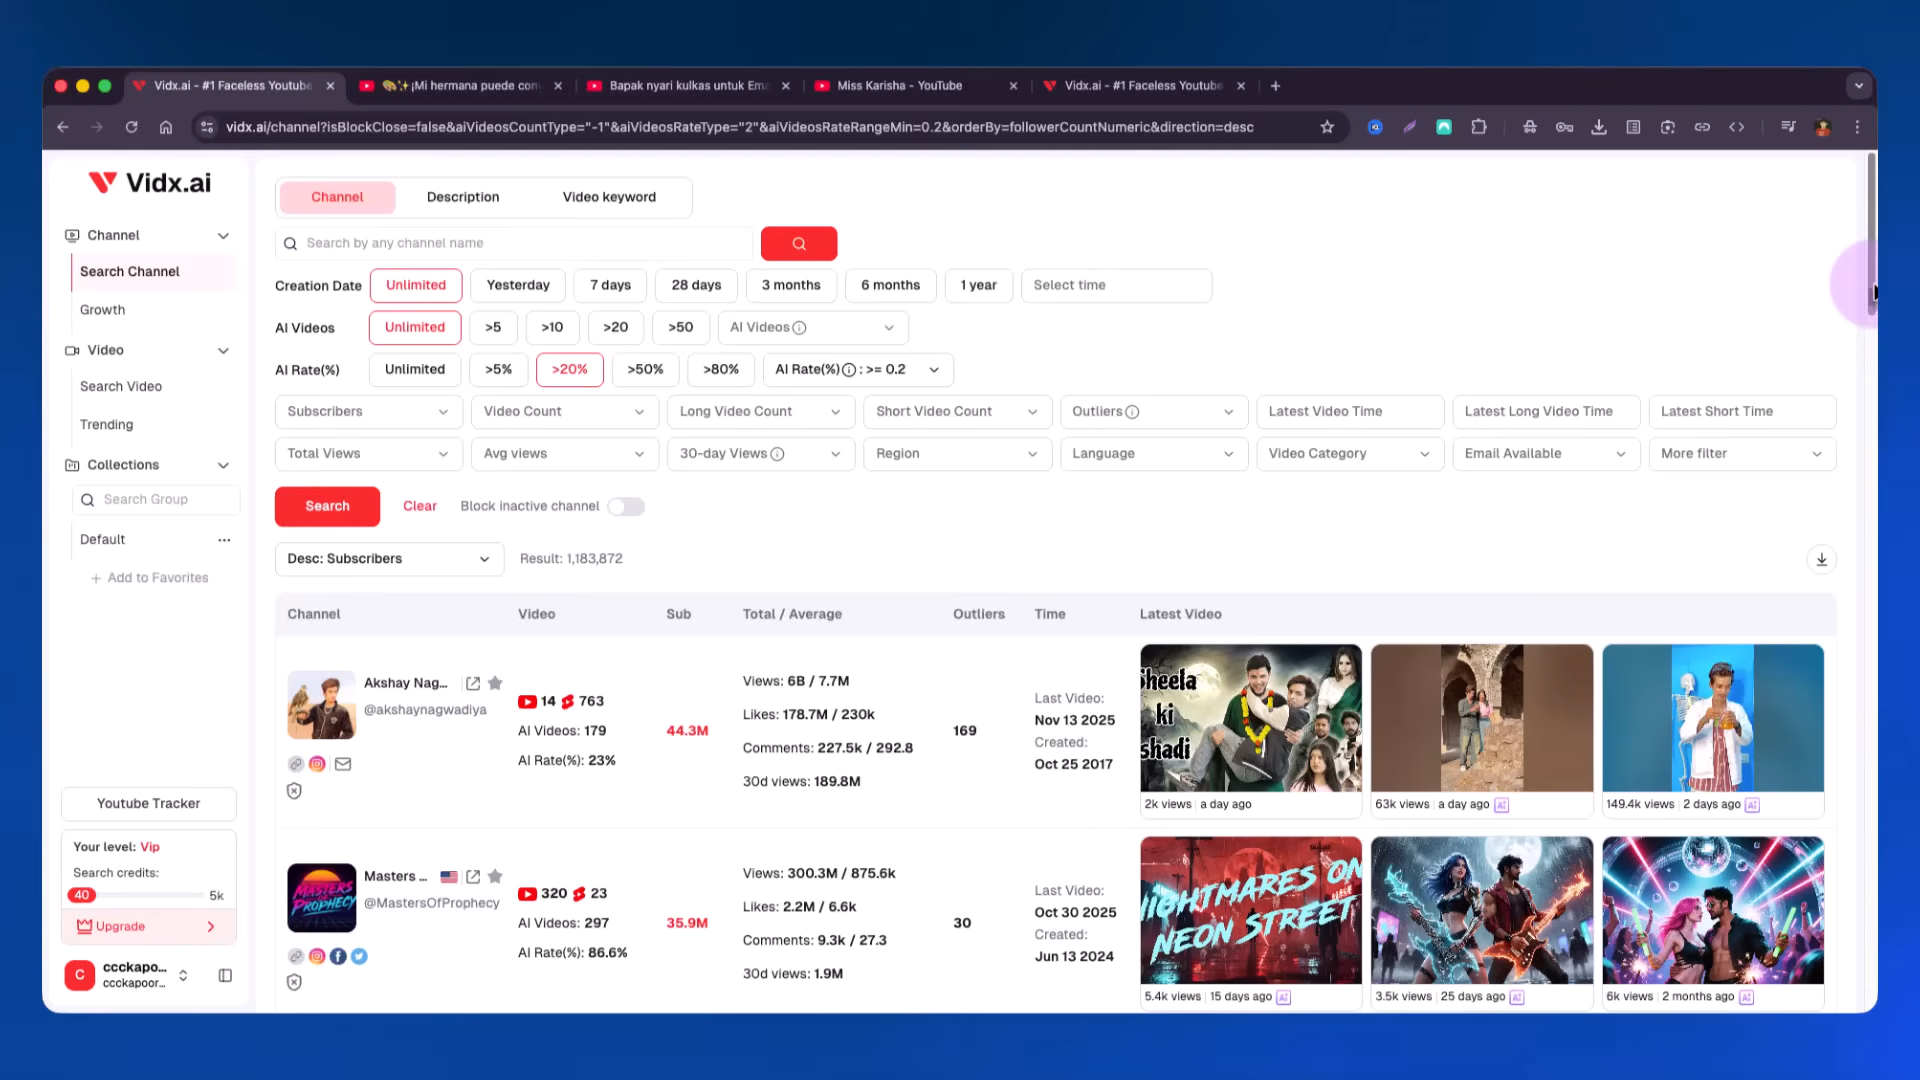 Vidx.ai - #1 Faceless Youtube
¡Mi hermana puede con
Bapak nyari kulkas untuk Ema
Miss Karisha - YouTube
Vidx.ai - #1 Faceless Youtube
vidx.ai/channel?isBlockClose=false&aiVideosCountType="-1"&aiVideosRateType="2"&aiVideosRateRangeMin=0.2&orderBy=followerCountNumeric&direction=desc
Vidx.ai
Channel
Search Channel
Growth
Video
Search Video
Trending
Collections
Search Group
Default
+ Add to Favorites
Youtube Tracker
Your level: Vip
Search credits:
40 5k
Upgrade
C
ccckapo...
ccckapoor...
Channel Description Video keyword
Search by any channel name
Creation Date Unlimited Yesterday 7 days 28 days 3 months 6 months 1 year Select time
AI Videos Unlimited >5 >10 >20 >50 AI Videos
AI Rate(%) Unlimited >5% >20% >50% >80% AI Rate(%) : >= 0.2
Subscribers Video Count Long Video Count Short Video Count Outliers Latest Video Time Latest Long Video Time Latest Short Time
Total Views Avg views 30-day Views Region Language Video Category Email Available More filter
Search Clear Block inactive channel
Desc: Subscribers Result: 1,183,872
Channel Video Sub Total / Average Outliers Time Latest Video
Akshay Nag...
@akshaynagwadiya
14 763
AI Videos: 179
AI Rate(%): 23%
44.3M
Views: 6B / 7.7M
Likes: 178.7M / 230k
Comments: 227.5k / 292.8
30d views: 189.8M
169
Last Video:
Nov 13 2025
Created:
Oct 25 2017
Sheela
ki
shadi
2k views a day ago
63k views a day ago Ai
149.4k views 2 days ago Ai
MASTERS
PROPHECY
Masters ...
@MastersOfProphecy
320 23
AI Videos: 297
AI Rate(%): 86.6%
35.9M
Views: 300.3M / 875.6k
Likes: 2.2M / 6.6k
Comments: 9.3k / 27.3
30d views: 1.9M
30
Last Video:
Oct 30 2025
Created:
Jun 13 2024
NIGHTMARES ON
NEON STREET
5.4k views 15 days ago Ai
3.5k views 25 days ago Ai
6k views 2 months ago Ai